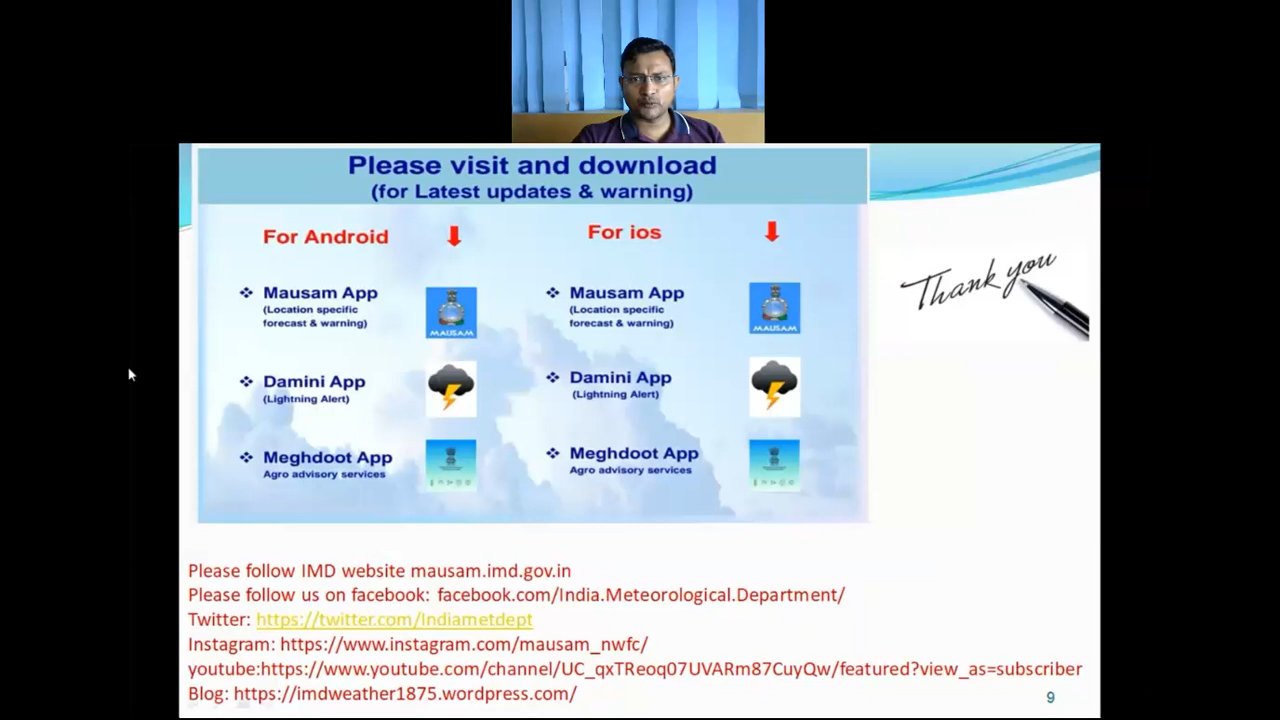 Please visit and download
(for Latest updates & warning)
For Android
For ios
Mausam App
(Location specific
forecast & warning)
MAUSAM
Mausam App
(Location specific
forecast & warning)
MAUSAM
Damini App
(Lightning Alert)
Damini App
(Lightning Alert)
Meghdoot App
Agro advisory services
Meghdoot App
Agro advisory services
Thank you
Please follow IMD website mausam.imd.gov.in
Please follow us on facebook: facebook.com/India.Meteorological.Department/
Twitter: https://twitter.com/Indiametdept
Instagram: https://www.instagram.com/mausam_nwfc/
youtube:https://www.youtube.com/channel/UC_qxTReoq07UVARm87CuyQw/featured?view_as=subscriber
Blog: https://imdweather1875.wordpress.com/
9